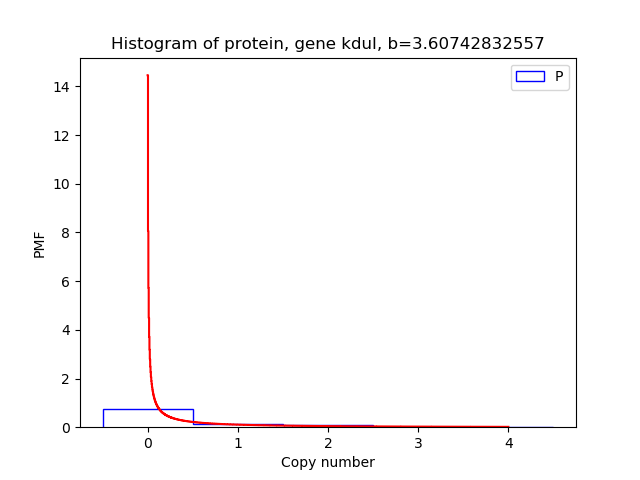 Histogram of protein, gene kdul, b=3.60742832557
P
14
12
10
8
6
4
2
0
PMF
0 1 2 3 4
Copy number